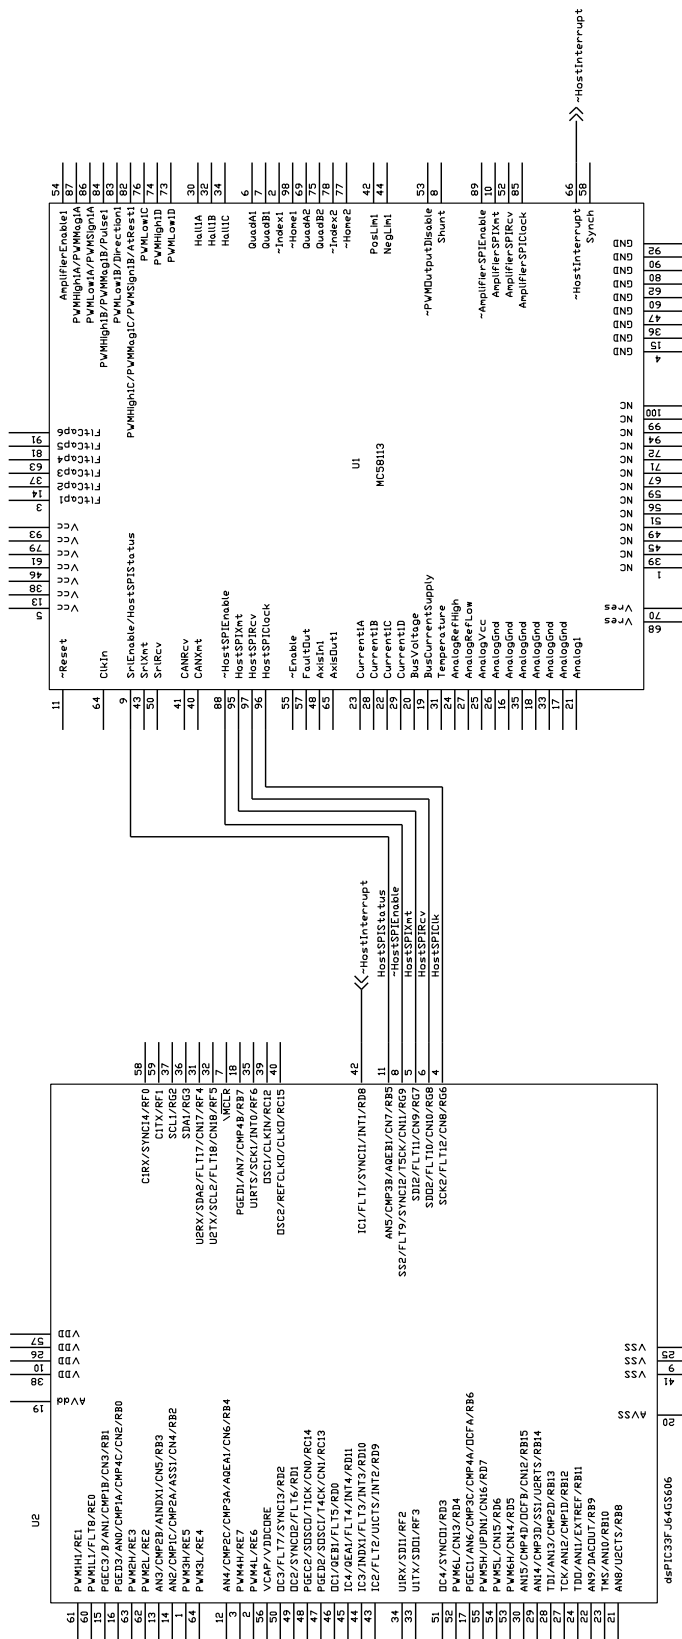 ~HostInterrupt
AmplifierEnable1 54
PWMHigh1A/PWMMag1A 87
PWMLow1A/PWMSign1A 86
PWMHigh1B/PWMMag1B/Pulse1 84
PWMLow1B/Direction1 83
PWMHigh1C/PWMMag1C/PWMSign1B/AtRest1 82
PWMLow1C 76
PWMHigh1D 74
PWMLow1D 73
Hall1A 30
Hall1B 32
Hall1C 34
QuadA1 6
QuadB1 7
~Index1 2
~Home1 98
QuadA2 69
QuadB2 75
~Index2 78
~Home2 77
PosLim1 42
NegLim1 44
~PWMOutputDisable 53
Shunt 8
~AmplifierSPIEnable 89
AmplifierSPIXmt 10
AmplifierSPIRcv 52
AmplifierSPIClock 85
~HostInterrupt 66
Synch 58
FltCap6 91
FltCap5 81
FltCap4 63
FltCap3 37
FltCap2 14
FltCap1 3
Vcc 93
Vcc 79
Vcc 61
Vcc 46
Vcc 38
Vcc 13
Vcc 5
GND 92
GND 90
GND 80
GND 62
GND 60
GND 47
GND 36
GND 15
GND 4
NC 100
NC 99
NC 94
NC 72
NC 71
NC 67
NC 59
NC 56
NC 51
NC 49
NC 45
NC 39
NC 1
Vres 70
Vres 68
U1
MC58113
11 ~Reset
64 ClkIn
9 SrlEnable/HostSPIStatus
43 SrlXmt
50 SrlRcv
41 CANRcv
40 CANXmt
88 ~HostSPIEnable
95 HostSPIXmt
97 HostSPIRcv
96 HostSPIClock
55 ~Enable
57 FaultOut
48 AxisIn1
65 AxisOut1
23 Current1A
28 Current1B
22 Current1C
29 Current1D
20 BusVoltage
19 BusCurrentSupply
31 Temperature
24 AnalogRefHigh
27 AnalogRefLow
25 AnalogVcc
26 AnalogGnd
16 AnalogGnd
35 AnalogGnd
18 AnalogGnd
33 AnalogGnd
17 AnalogGnd
21 Analog1
~HostInterrupt
HostSPIStatus
~HostSPIEnable
HostSPIXmt
HostSPIRcv
HostSPIClk
C1RX/SYNCI4/RF0 58
C1TX/RF1 59
SCL1/RG2 37
SDA1/RG3 36
U2RX/SDA2/FLT17/CN17/RF4 31
U2TX/SCL2/FLT18/CN18/RF5 32
\MCLR 7
PGED1/AN7/CMP4B/RB7 18
U1RTS/SCK1/INT0/RF6 35
OSC1/CLKIN/RC12 39
OSC2/REFCLKO/CLKO/RC15 40
IC1/FLT1/SYNCI1/INT1/RD8 42
AN5/CMP3B/AQEB1/CN7/RB5 11
SS2/FLT9/SYNCI2/T5CK/CN11/RG9 8
SDI2/FLT11/CN9/RG7 5
SDO2/FLT10/CN10/RG8 6
SCK2/FLT12/CN8/RG6 4
VDD 57
VDD 26
VDD 10
VDD 38
AVdd 19
VSS 25
VSS 9
VSS 41
AVSS 20
U2
dsPIC33FJ64GS606
61 PWM1H1/RE1
60 PWM1L1/FLT8/RE0
15 PGEC3/B/AN1/CMP1B/CN3/RB1
16 PGED3/AN0/CMP1A/CMP4C/CN2/RB0
63 PWM2H/RE3
62 PWM2L/RE2
13 AN3/CMP2B/AINDX1/CN5/RB3
14 AN2/CMP1C/CMP2A/ASS1/CN4/RB2
1 PWM3H/RE5
64 PWM3L/RE4
12 AN4/CMP2C/CMP3A/AQEA1/CN6/RB4
3 PWM4H/RE7
2 PWM4L/RE6
56 VCAP/VDDCORE
50 OC3/FLT7/SYNCI3/RD2
49 OC2/SYNCO2/FLT6/RD1
48 PGEC2/SOSCO/T1CK/CN0/RC14
47 PGED2/SOSCI/T4CK/CN1/RC13
46 OC1/QEB1/FLT5/RD0
45 IC4/QEA1/FLT4/INT4/RD11
44 IC3/INDX1/FLT3/INT3/RD10
43 IC2/FLT2/U1CTS/INT2/RD9
34 U1RX/SDI1/RF2
33 U1TX/SDO1/RF3
51 OC4/SYNCO1/RD3
52 PWM6L/CN13/RD4
17 PGEC1/AN6/CMP3C/CMP4A/OCFA/RB6
55 PWM5H/UPDN1/CN16/RD7
54 PWM5L/CN15/RD6
53 PWM6H/CN14/RD5
30 AN15/CMP4D/OCFB/CN12/RB15
29 AN14/CMP3D/SS1/U2RTS/RB14
28 TDI/AN13/CMP2D/RB13
27 TCK/AN12/CMP1D/RB12
24 TDO/AN11/EXTREF/RB11
22 AN9/DACOUT/RB9
23 TMS/AN10/RB10
21 AN8/U2CTS/RB8